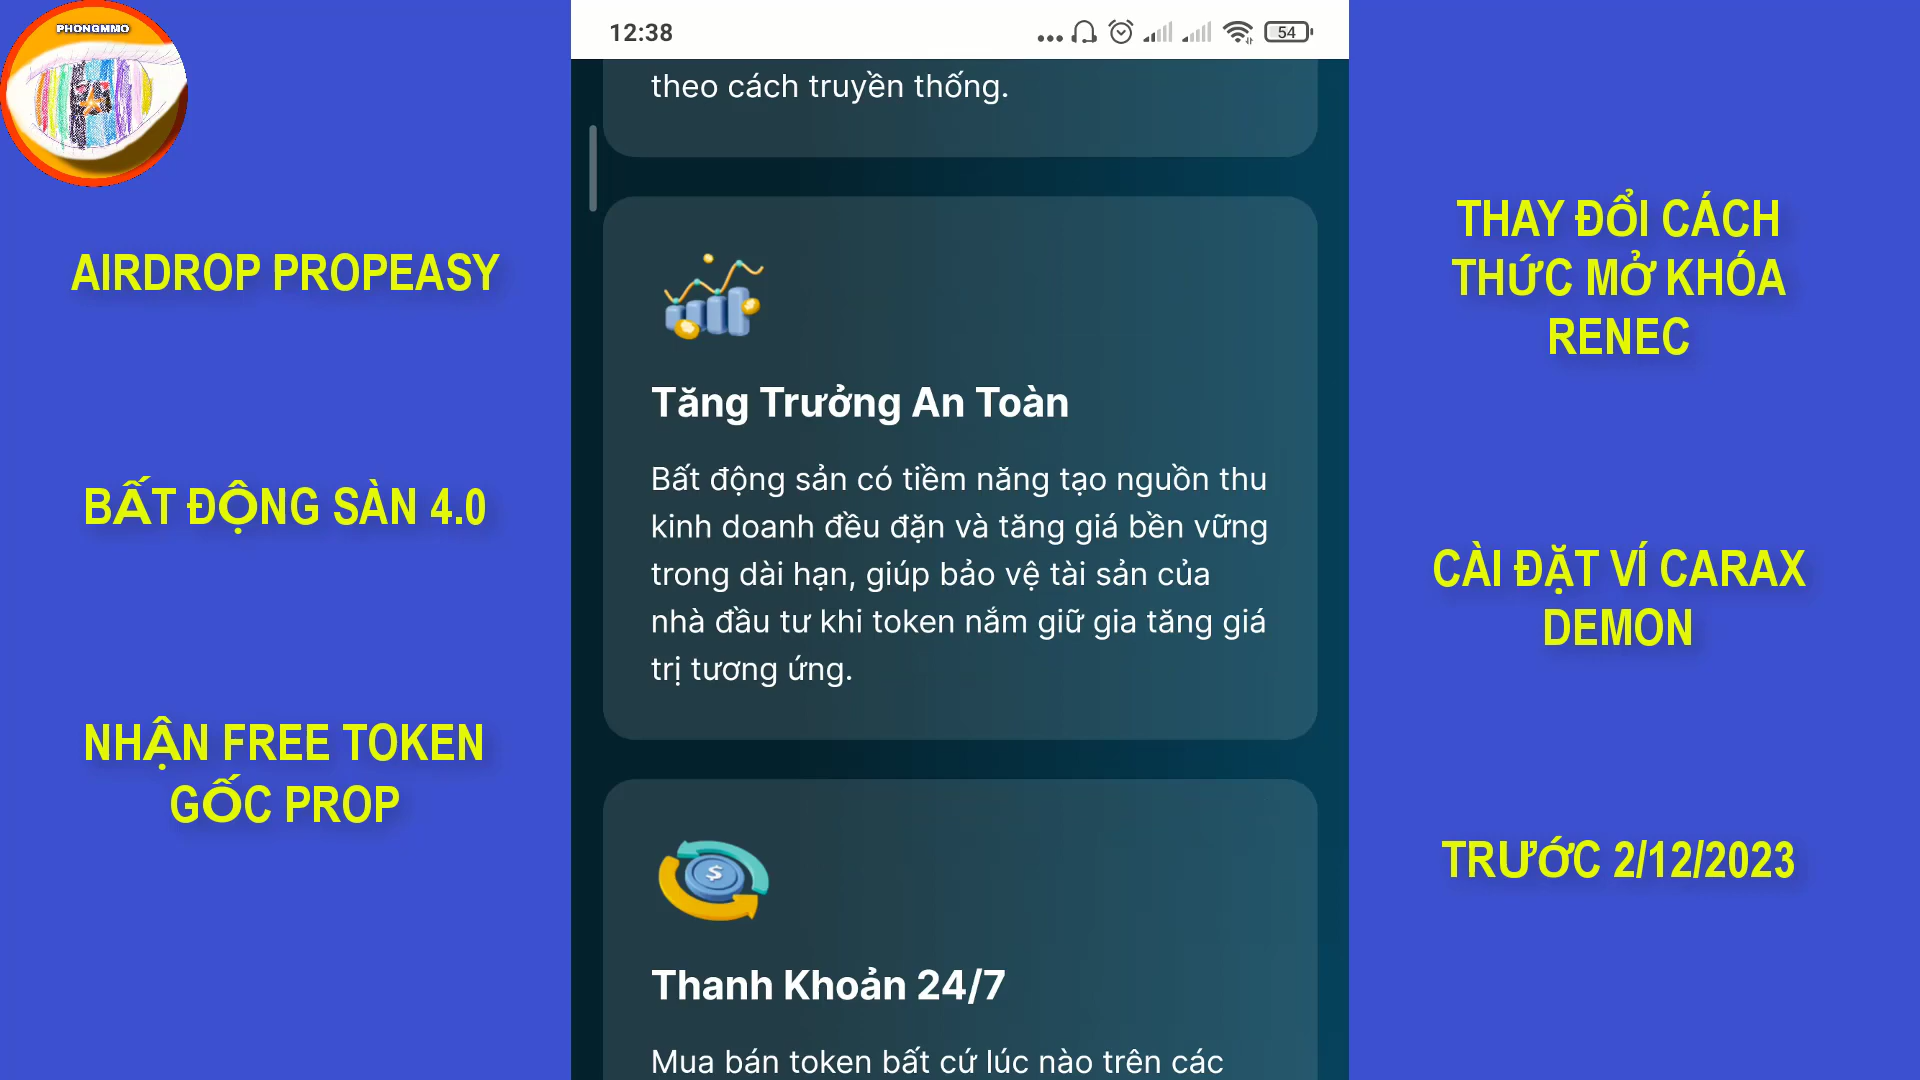 PHONGMMO
AIRDROP PROPEASY
BẤT ĐỘNG SÀN 4.0
NHẬN FREE TOKEN
GỐC PROP
12:38
54
theo cách truyền thống.
Tăng Trưởng An Toàn
Bất động sản có tiềm năng tạo nguồn thu
kinh doanh đều đặn và tăng giá bền vững
trong dài hạn, giúp bảo vệ tài sản của
nhà đầu tư khi token nắm giữ gia tăng giá
trị tương ứng.
$
Thanh Khoản 24/7
Mua bán token bất cứ lúc nào trên các
THAY ĐỔI CÁCH
THỨC MỞ KHÓA
RENEC
CÀI ĐẶT VÍ CARAX
DEMON
TRƯỚC 2/12/2023